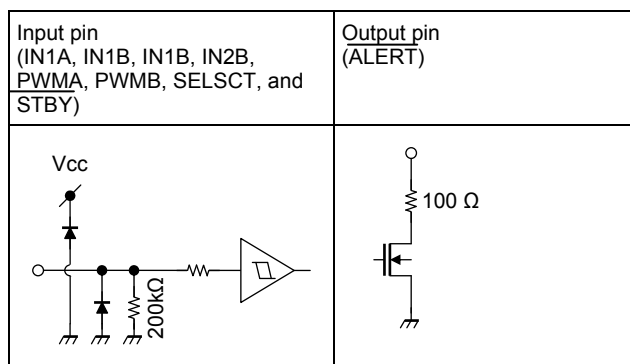 Input pin
(IN1A, IN1B, IN1B, IN2B,
PWMA, PWMB, SELSCT, and
STBY)
Output pin
(ALERT)
Vcc
200kΩ
100 Ω